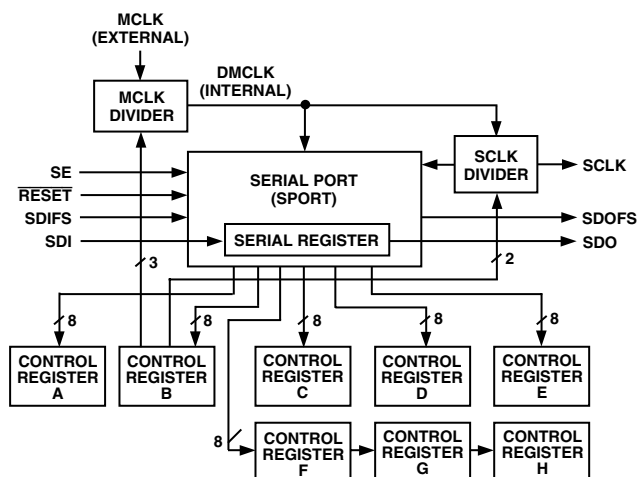 MCLK
(EXTERNAL)
DMCLK
(INTERNAL)
MCLK
DIVIDER
SCLK
DIVIDER
SCLK
SE
RESET
SDIFS
SDI
SERIAL PORT
(SPORT)
SERIAL REGISTER
SDOFS
SDO
3
2
8
8
8
8
8
CONTROL
REGISTER
A
CONTROL
REGISTER
B
CONTROL
REGISTER
C
CONTROL
REGISTER
D
CONTROL
REGISTER
E
8
CONTROL
REGISTER
F
CONTROL
REGISTER
G
CONTROL
REGISTER
H